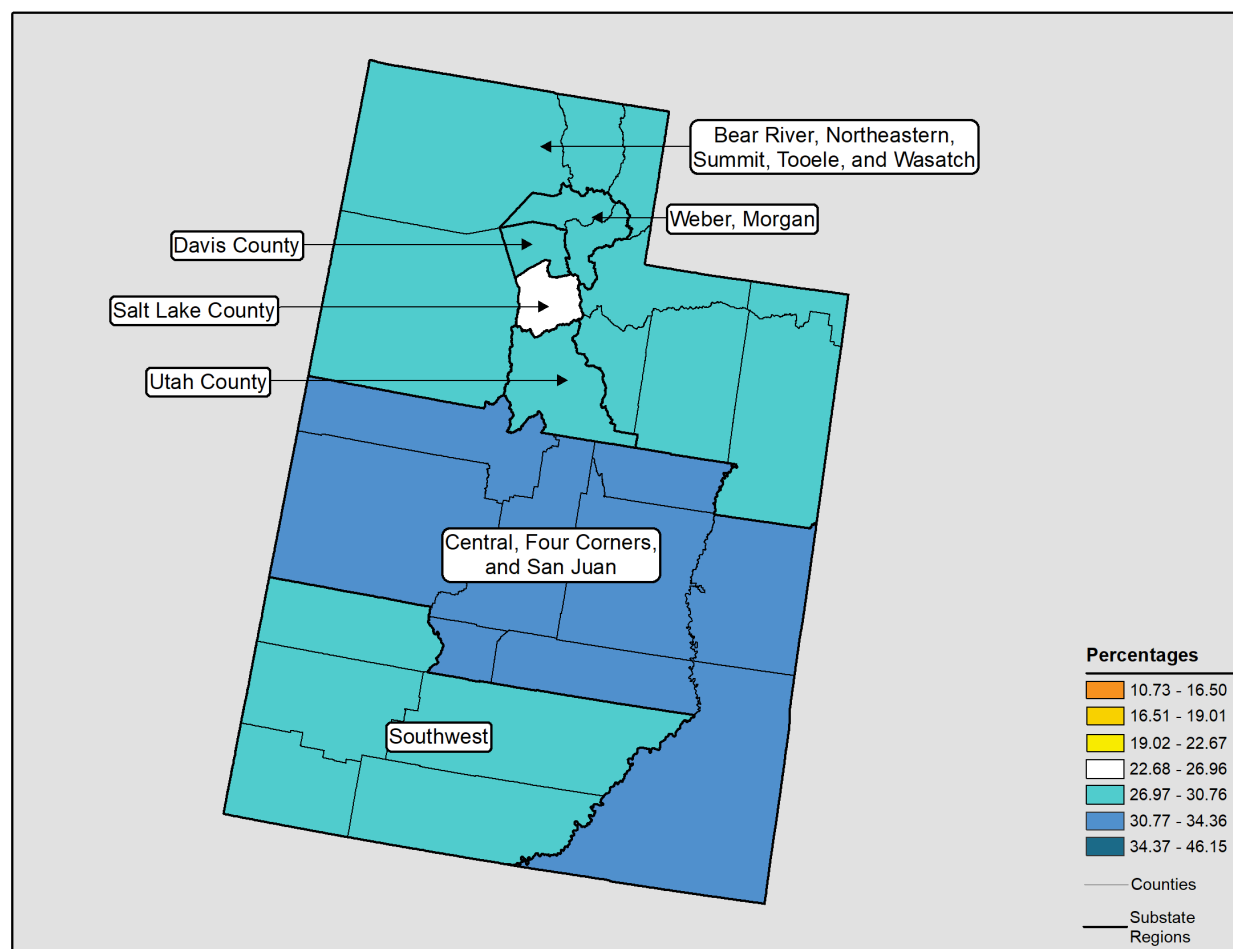 Bear River, Northeastern,
Summit, Tooele, and Wasatch
Weber, Morgan
Davis County
Salt Lake County
Utah County
Central, Four Corners,
and San Juan
Southwest
Percentages
10.73 - 16.50
16.51 - 19.01
19.02 - 22.67
22.68 - 26.96
26.97 - 30.76
30.77 - 34.36
34.37 - 46.15
Counties
Substate
Regions